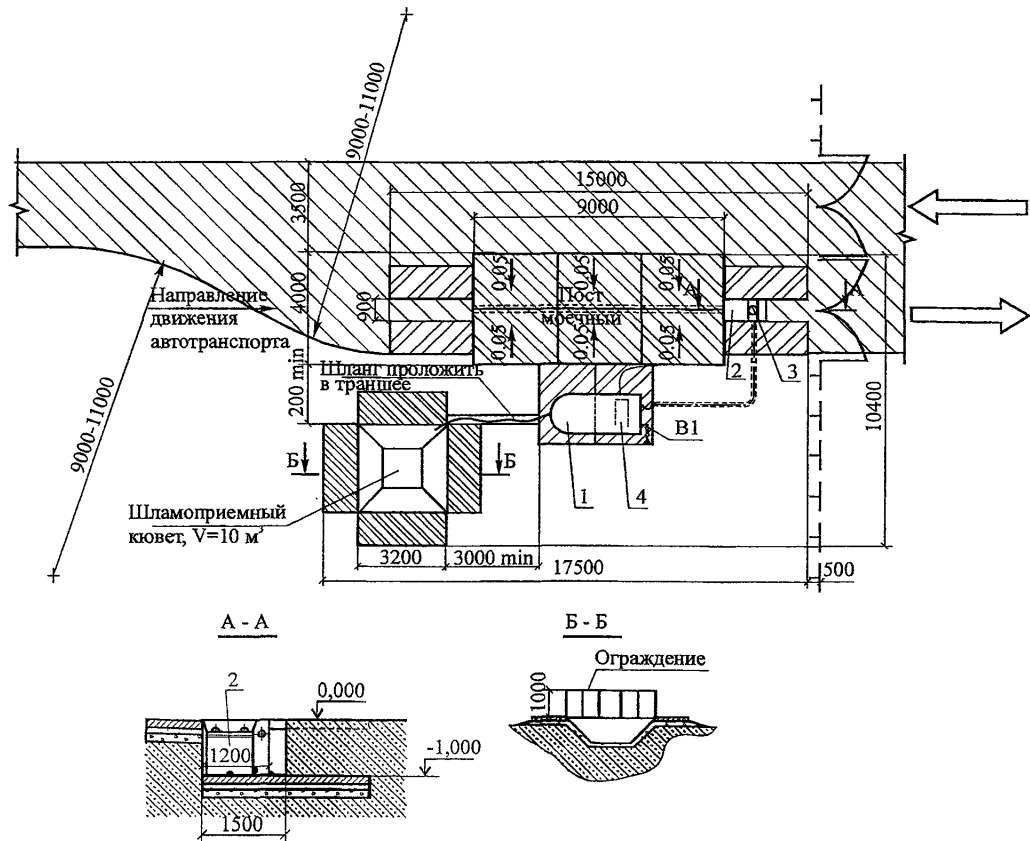 9000-11000
15000
9000
3500
4000
900
200 min
0,05
0,05
0,05
0,05
0,05
0,05
А
А
Пост
моечный
Направление
движения
автотранспорта
9000-11000
Шланг проложить
в траншее
2
3
10400
В1
Б
Б
1
4
Шламоприемный
кювет, V=10 м³
3200
3000 min
17500
500
А - А
Б - Б
2
0,000
1200
-1,000
1500
Ограждение
1000